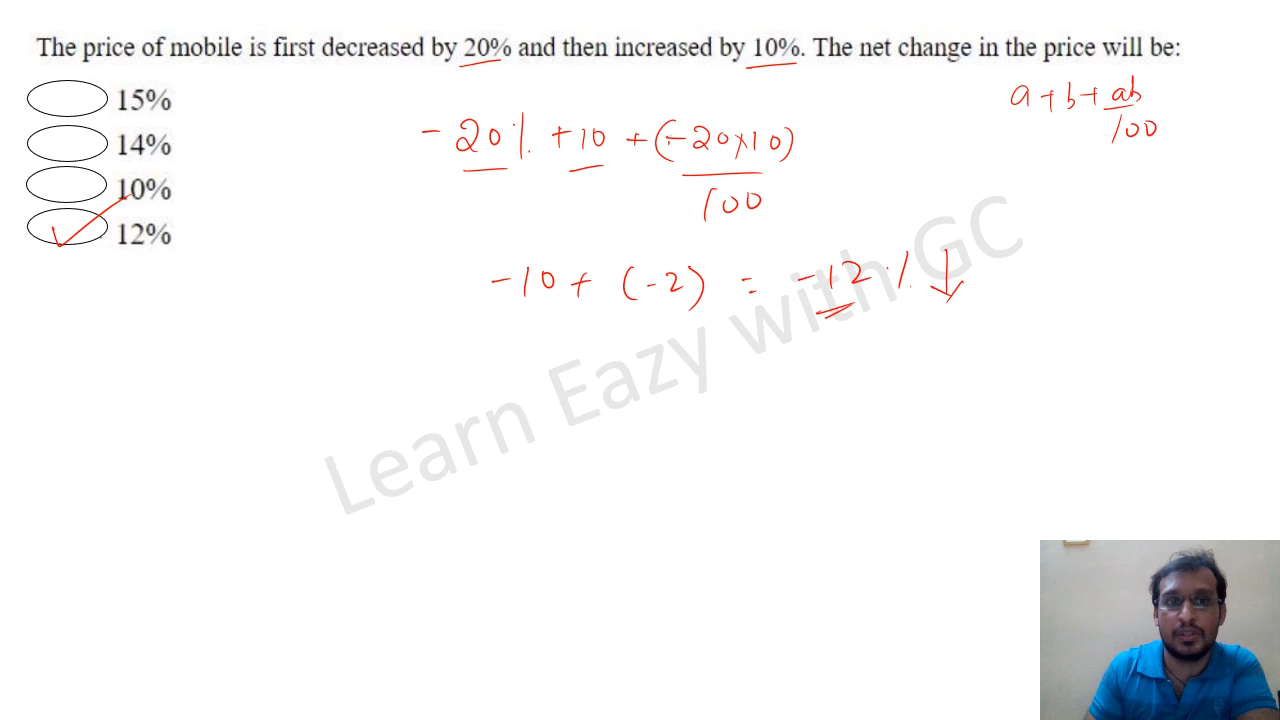 The price of mobile is first decreased by 20% and then increased by 10%. The net change in the price will be:
15%
14%
10%
12%
a + b + ab/100
- 20% + 10 + (-20×10)/100
-10 + (-2) = -12% ↓
Learn Eazy with GC